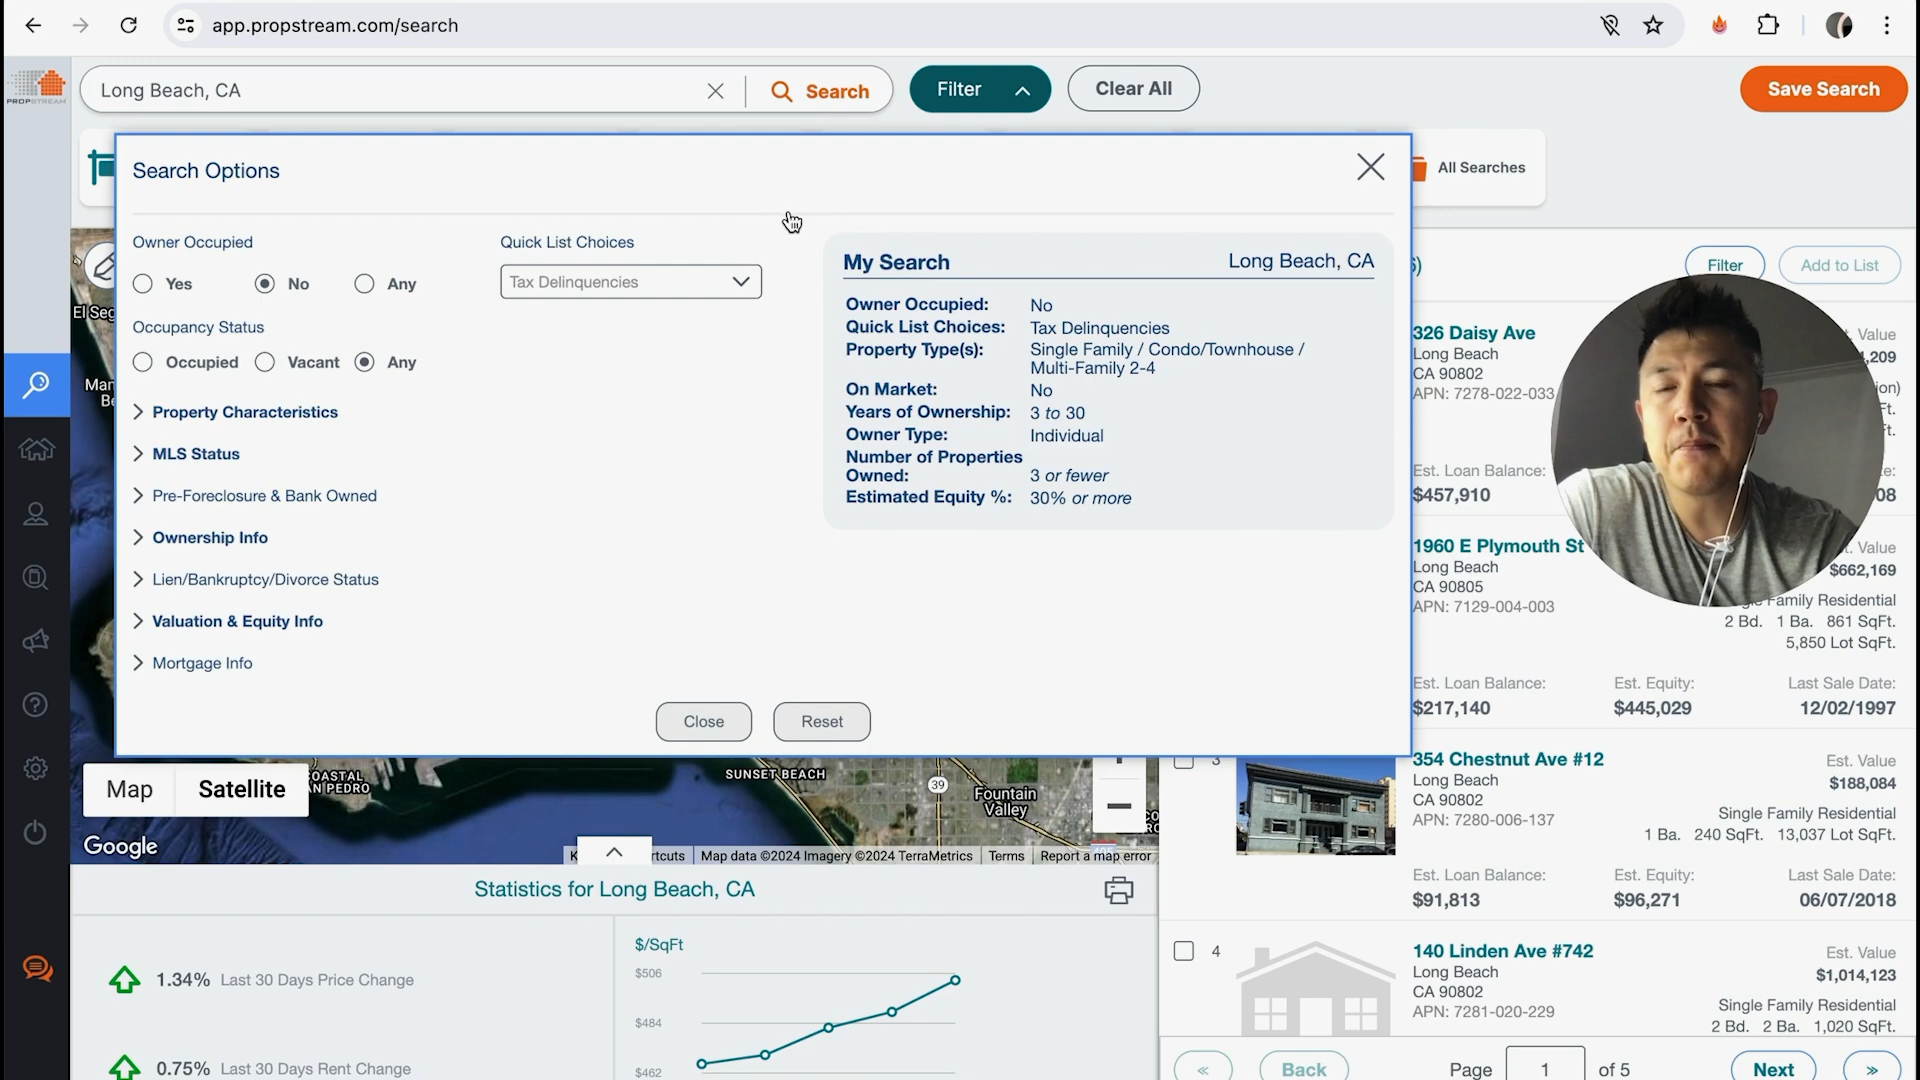 app.propstream.com/search
PROPSTREAM
Long Beach, CA
Search
Filter
Clear All
Save Search
Search Options
All Searches
Owner Occupied
Yes
No
Any
Quick List Choices
Tax Delinquencies
Occupancy Status
Occupied
Vacant
Any
Property Characteristics
MLS Status
Pre-Foreclosure & Bank Owned
Ownership Info
Lien/Bankruptcy/Divorce Status
Valuation & Equity Info
Mortgage Info
My Search
Long Beach, CA
Owner Occupied: No
Quick List Choices: Tax Delinquencies
Property Type(s): Single Family / Condo/Townhouse /
Multi-Family 2-4
On Market: No
Years of Ownership: 3 to 30
Owner Type: Individual
Number of Properties
Owned: 3 or fewer
Estimated Equity %: 30% or more
Close
Reset
El Seg
Man
Be
Map
Satellite
Google
SUNSET BEACH
39
Fountain
Valley
405
Map data ©2024 Imagery ©2024 TerraMetrics
Terms
Report a map error
Statistics for Long Beach, CA
1.34% Last 30 Days Price Change
0.75% Last 30 Days Rent Change
$/SqFt
$506
$484
$462
Filter
Add to List
326 Daisy Ave
Long Beach
CA 90802
APN: 7278-022-033
Value
Est. Loan Balance:
$457,910
1960 E Plymouth St
Long Beach
CA 90805
APN: 7129-004-003
Value
$662,169
Family Residential
2 Bd. 1 Ba. 861 SqFt.
5,850 Lot SqFt.
Est. Loan Balance:
$217,140
Est. Equity:
$445,029
Last Sale Date:
12/02/1997
3
354 Chestnut Ave #12
Long Beach
CA 90802
APN: 7280-006-137
Est. Value
$188,084
Single Family Residential
1 Ba. 240 SqFt. 13,037 Lot SqFt.
Est. Loan Balance:
$91,813
Est. Equity:
$96,271
Last Sale Date:
06/07/2018
4
140 Linden Ave #742
Long Beach
CA 90802
APN: 7281-020-229
Est. Value
$1,014,123
Single Family Residential
2 Bd. 2 Ba. 1,020 SqFt.
«
Back
Page 1 of 5
Next
»